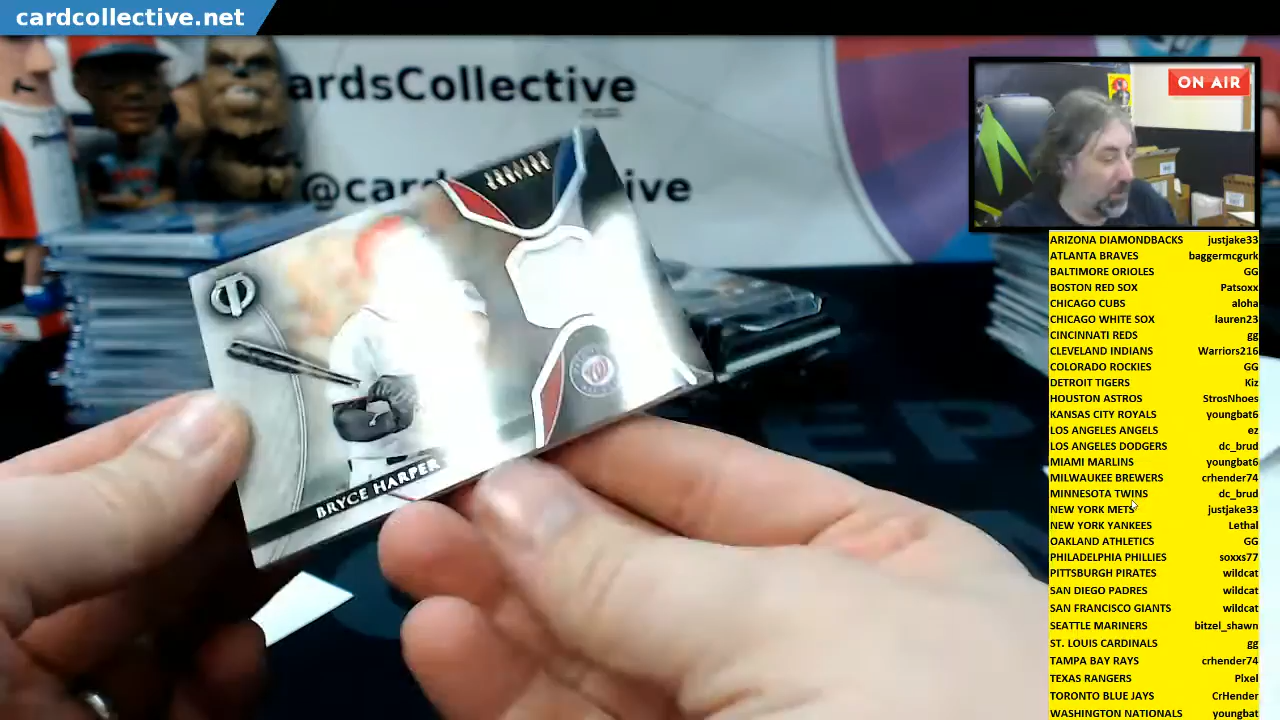 cardcollective.net
ardsCollective
@car ive
ON AIR
BRYCE HARPER
W
ARIZONA DIAMONDBACKS justjake33
ATLANTA BRAVES baggermcgurk
BALTIMORE ORIOLES GG
BOSTON RED SOX Patsoxx
CHICAGO CUBS aloha
CHICAGO WHITE SOX lauren23
CINCINNATI REDS gg
CLEVELAND INDIANS Warriors216
COLORADO ROCKIES GG
DETROIT TIGERS Kiz
HOUSTON ASTROS StrosNhoes
KANSAS CITY ROYALS youngbat6
LOS ANGELES ANGELS ez
LOS ANGELES DODGERS dc_brud
MIAMI MARLINS youngbat6
MILWAUKEE BREWERS crhender74
MINNESOTA TWINS dc_brud
NEW YORK METS justjake33
NEW YORK YANKEES Lethal
OAKLAND ATHLETICS GG
PHILADELPHIA PHILLIES soxxs77
PITTSBURGH PIRATES wildcat
SAN DIEGO PADRES wildcat
SAN FRANCISCO GIANTS wildcat
SEATTLE MARINERS bitzel_shawn
ST. LOUIS CARDINALS gg
TAMPA BAY RAYS crhender74
TEXAS RANGERS Pixel
TORONTO BLUE JAYS CrHender
WASHINGTON NATIONALS youngbat